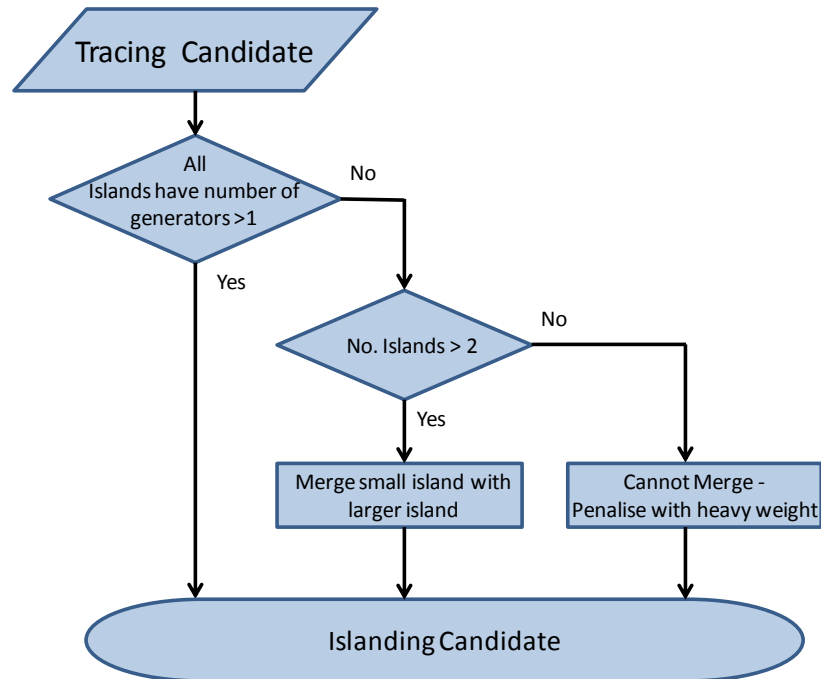 Tracing Candidate
All
Islands have number of
generators >1
No
Yes
No. Islands > 2
No
Yes
Merge small island with
larger island
Cannot Merge -
Penalise with heavy weight
Islanding Candidate